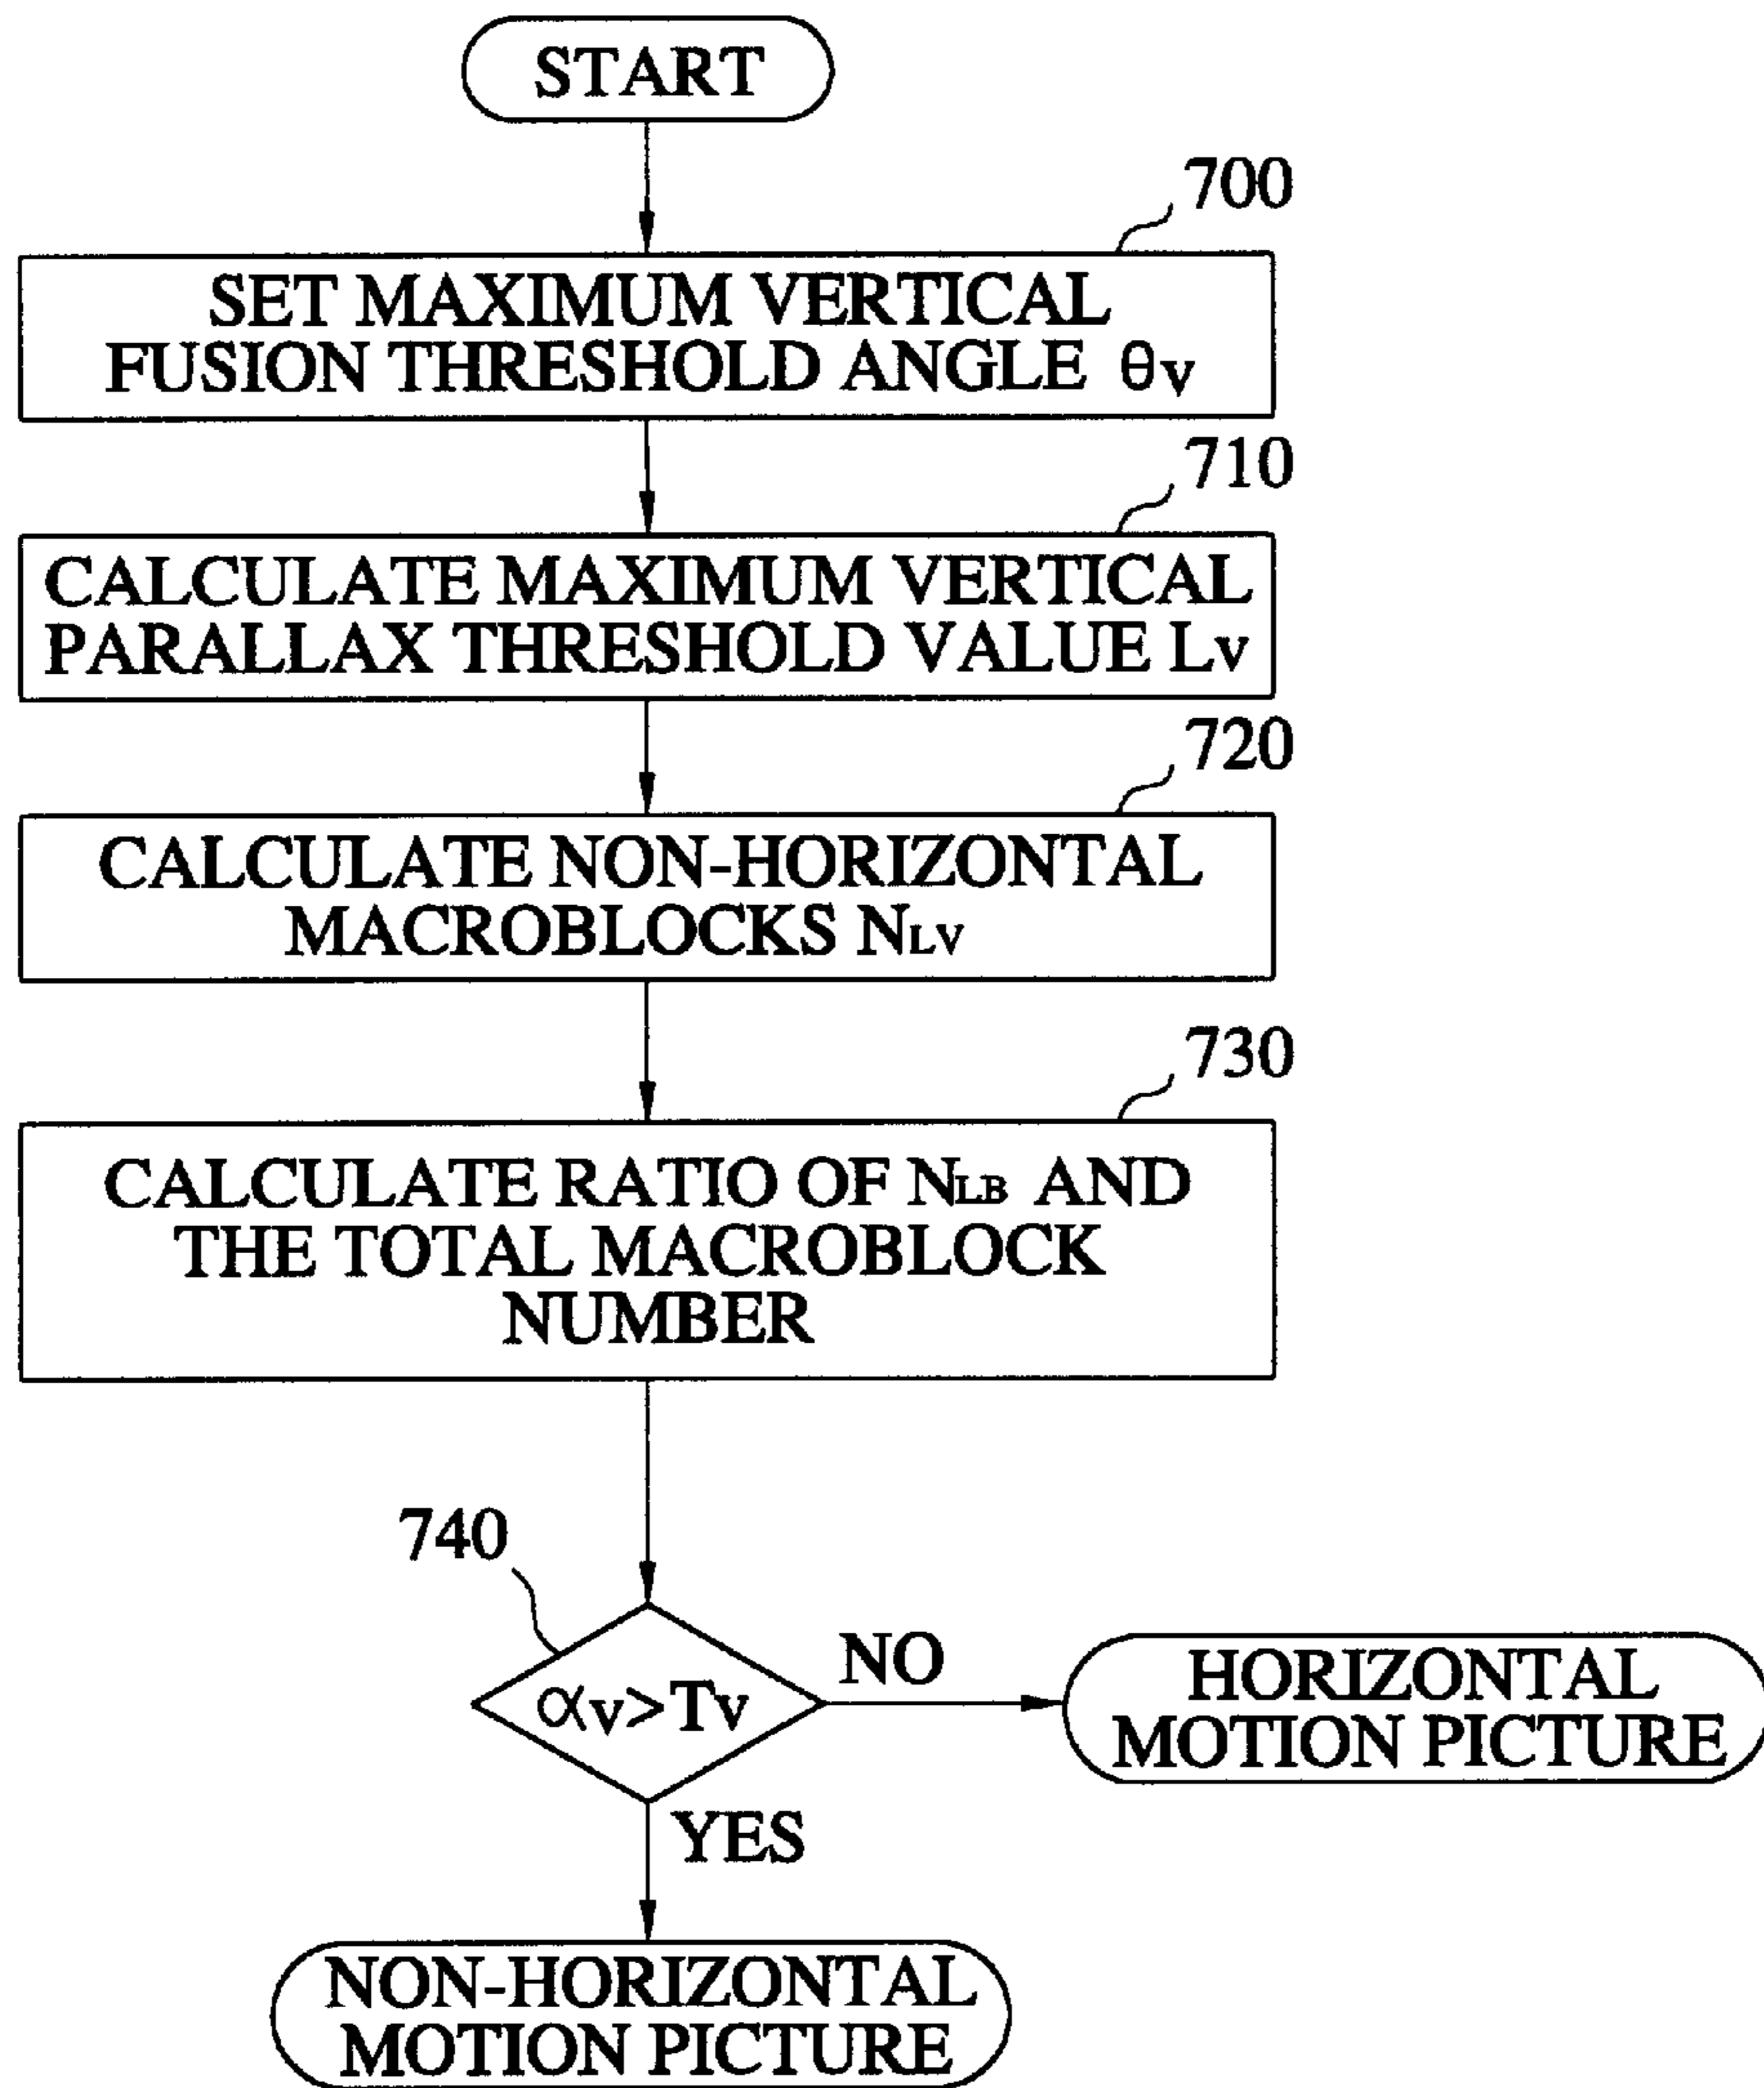 START
700
SET MAXIMUM VERTICAL
FUSION THRESHOLD ANGLE θv
710
CALCULATE MAXIMUM VERTICAL
PARALLAX THRESHOLD VALUE Lv
720
CALCULATE NON-HORIZONTAL
MACROBLOCKS NLV
730
CALCULATE RATIO OF NLB AND
THE TOTAL MACROBLOCK
NUMBER
740
αv>Tv
NO
HORIZONTAL
MOTION PICTURE
YES
NON-HORIZONTAL
MOTION PICTURE